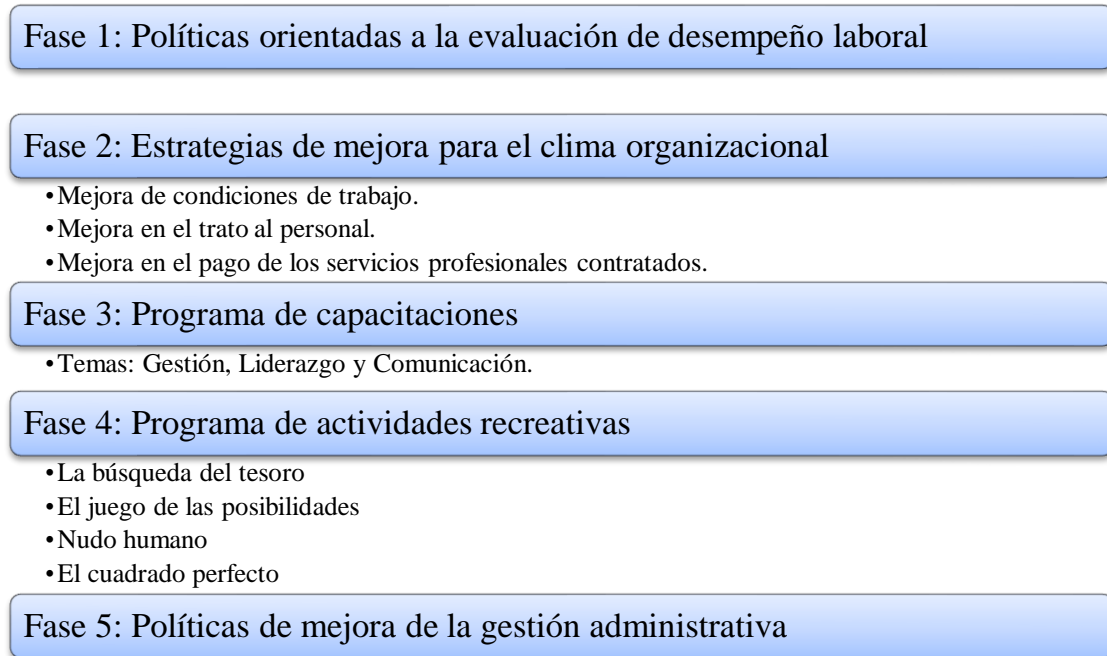 Fase 1: Políticas orientadas a la evaluación de desempeño laboral
Fase 2: Estrategias de mejora para el clima organizacional
•Mejora de condiciones de trabajo.
•Mejora en el trato al personal.
•Mejora en el pago de los servicios profesionales contratados.
Fase 3: Programa de capacitaciones
•Temas: Gestión, Liderazgo y Comunicación.
Fase 4: Programa de actividades recreativas
•La búsqueda del tesoro
•El juego de las posibilidades
•Nudo humano
•El cuadrado perfecto
Fase 5: Políticas de mejora de la gestión administrativa